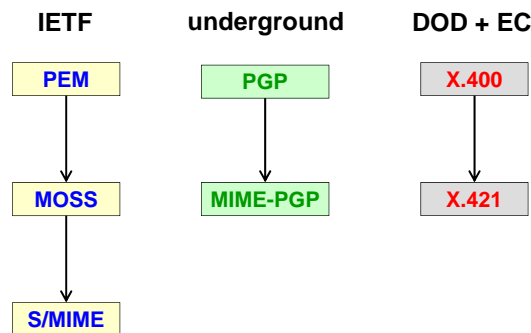 IETF underground DOD + EC
PEM PGP X.400
MOSS MIME-PGP X.421
S/MIME